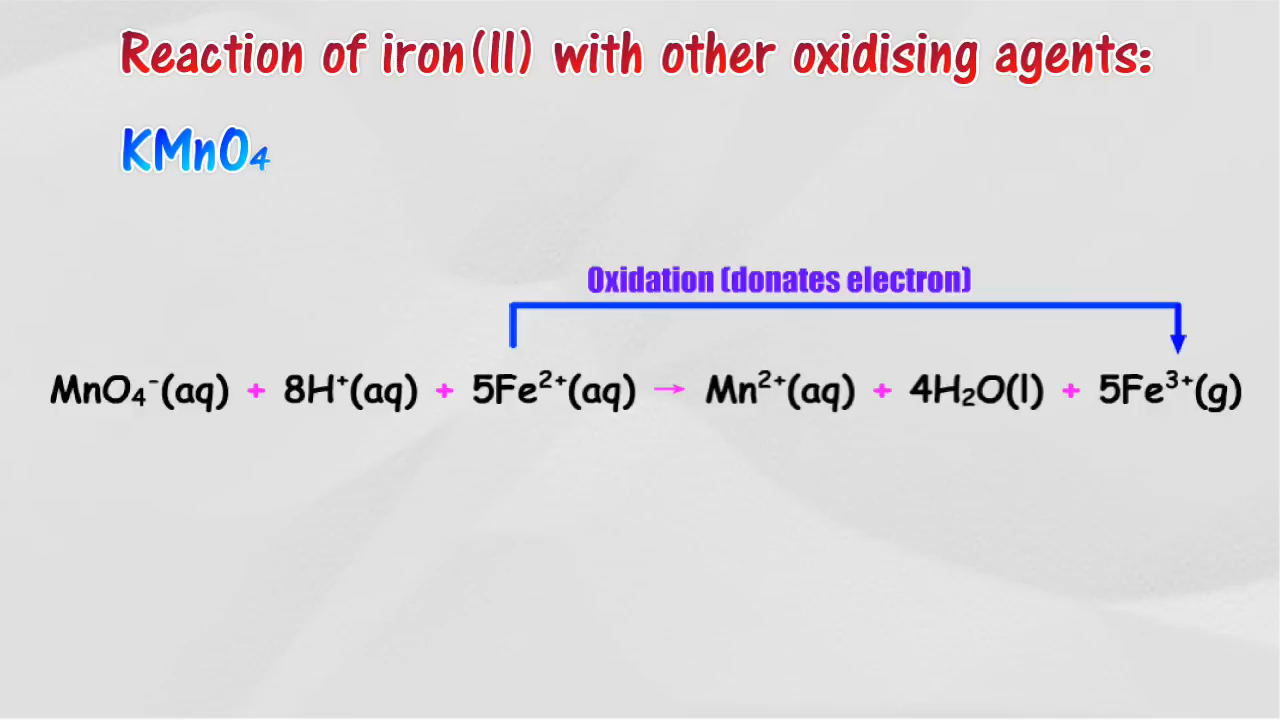 Reaction of iron(ll) with other oxidising agents:
KMnO₄
Oxidation (donates electron)
MnO₄⁻(aq) + 8H⁺(aq) + 5Fe²⁺(aq) → Mn²⁺(aq) + 4H₂O(l) + 5Fe³⁺(g)